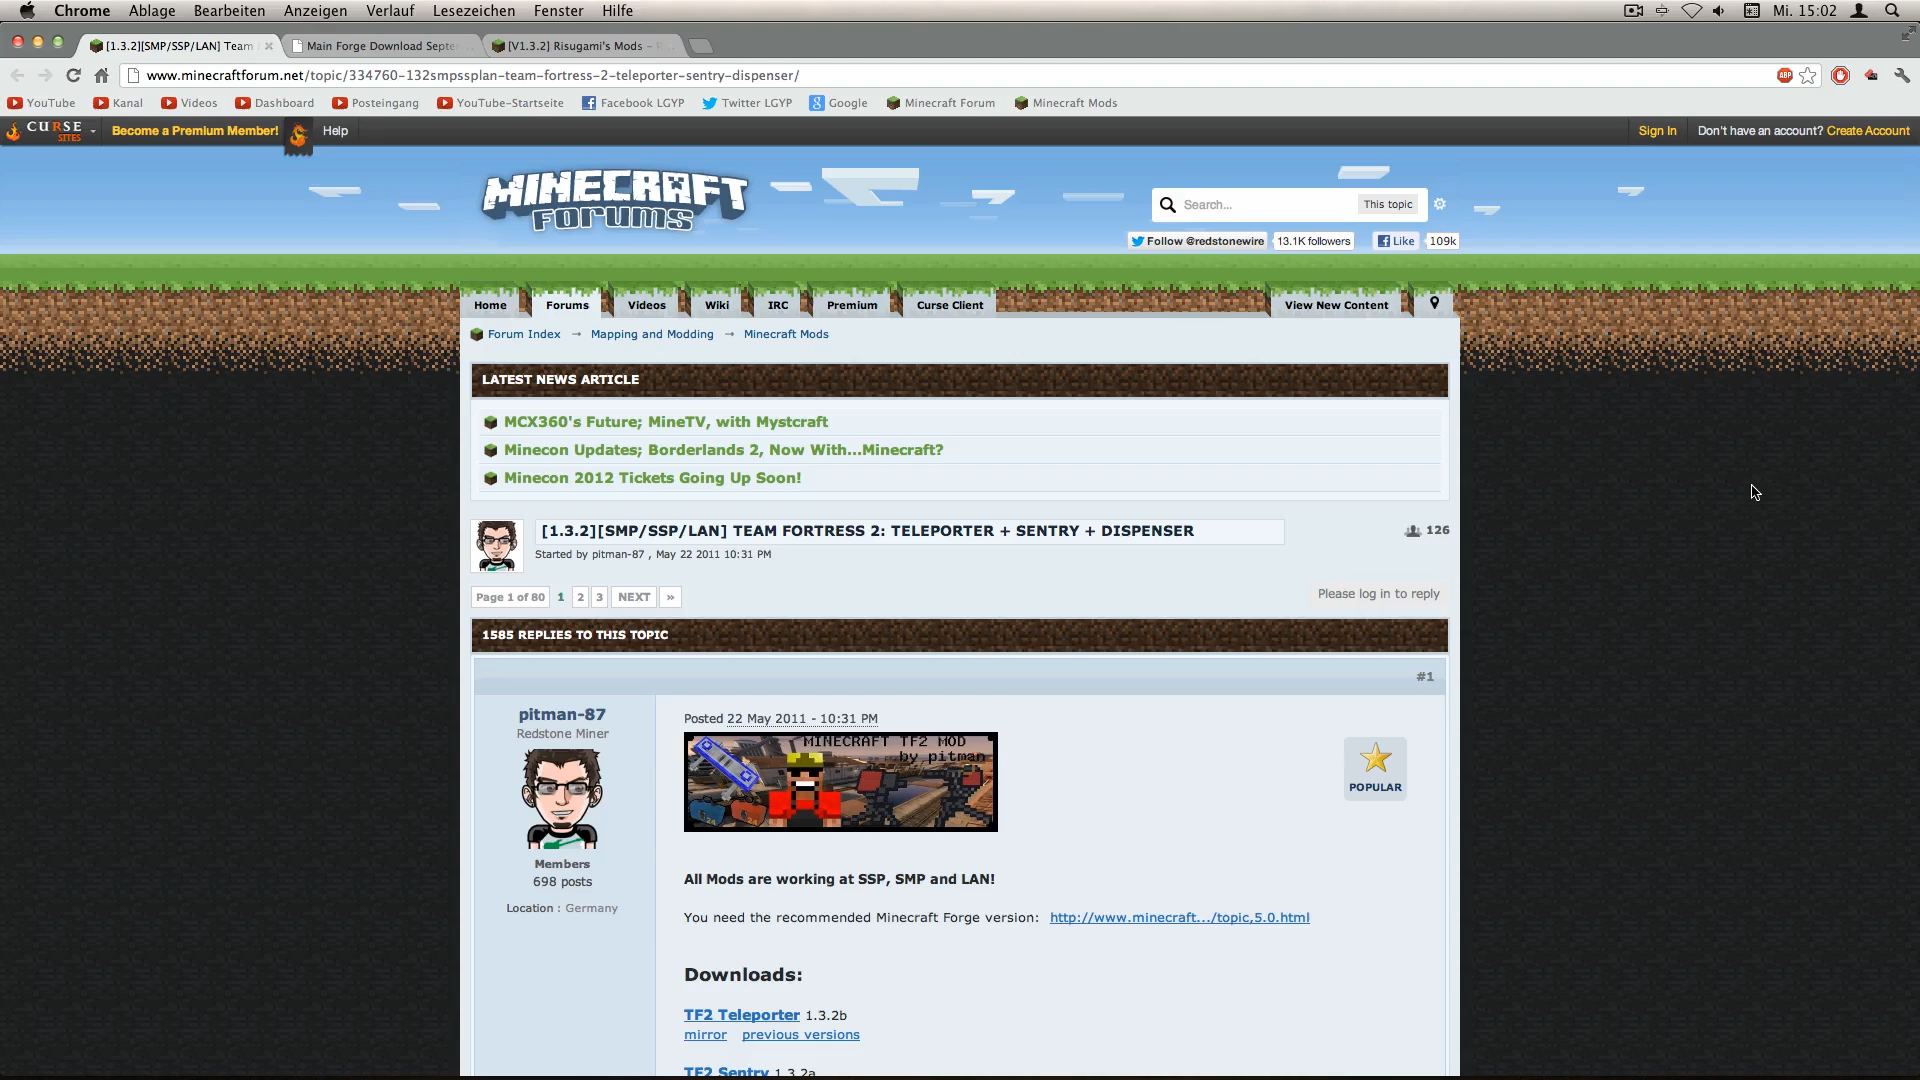 Chrome Ablage Bearbeiten Anzeigen Verlauf Lesezeichen Fenster Hilfe Mi. 15:02
[1.3.2][SMP/SSP/LAN] Team Main Forge Download Septe [V1.3.2] Risugami's Mods –
www.minecraftforum.net/topic/334760-132smpssplan-team-fortress-2-teleporter-sentry-dispenser/ ABP
YouTube Kanal Videos Dashboard Posteingang YouTube-Startseite Facebook LGYP Twitter LGYP Google Minecraft Forum Minecraft Mods
CURSE SITES Become a Premium Member! Help Sign In Don't have an account? Create Account
MINECRAFT FORUMS
Search... This topic
Follow @redstonewire 13.1K followers Like 109k
Home Forums Videos Wiki IRC Premium Curse Client View New Content
Forum Index → Mapping and Modding → Minecraft Mods
LATEST NEWS ARTICLE
MCX360's Future; MineTV, with Mystcraft
Minecon Updates; Borderlands 2, Now With...Minecraft?
Minecon 2012 Tickets Going Up Soon!
[1.3.2][SMP/SSP/LAN] TEAM FORTRESS 2: TELEPORTER + SENTRY + DISPENSER 126
Started by pitman-87 , May 22 2011 10:31 PM
Page 1 of 80 1 2 3 NEXT » Please log in to reply
1585 REPLIES TO THIS TOPIC
#1
pitman-87
Redstone Miner
Members
698 posts
Location : Germany
Posted 22 May 2011 - 10:31 PM
MINECRAFT TF2 MOD
by pitman
POPULAR
All Mods are working at SSP, SMP and LAN!
You need the recommended Minecraft Forge version: http://www.minecraft.../topic,5.0.html
Downloads:
TF2 Teleporter 1.3.2b
mirror previous versions
TF2 Sentry 1.3.2a